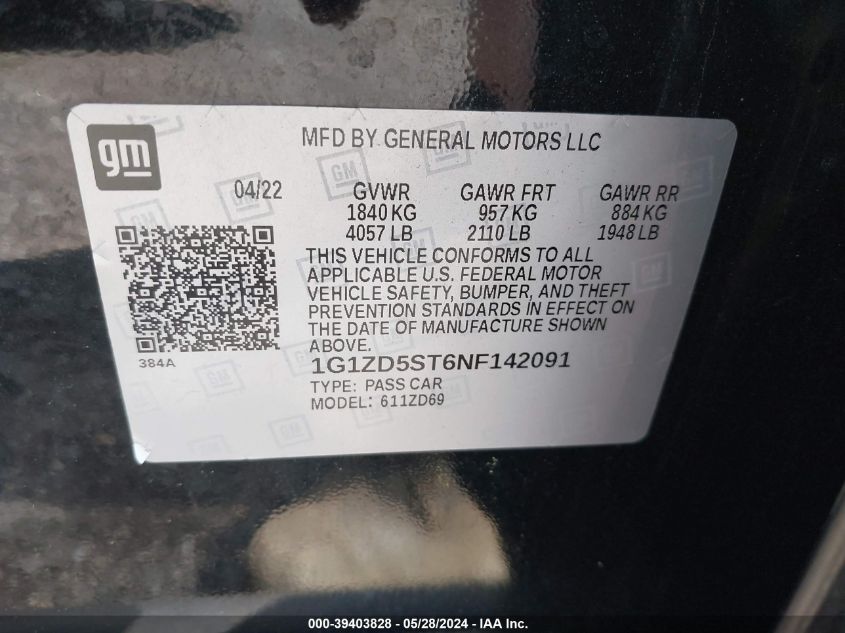 gm
MFD BY GENERAL MOTORS LLC
04/22 GVWR GAWR FRT GAWR RR
1840 KG 957 KG 884 KG
4057 LB 2110 LB 1948 LB
THIS VEHICLE CONFORMS TO ALL
APPLICABLE U.S. FEDERAL MOTOR
VEHICLE SAFETY, BUMPER, AND THEFT
PREVENTION STANDARDS IN EFFECT ON
THE DATE OF MANUFACTURE SHOWN
ABOVE.
384A
1G1ZD5ST6NF142091
TYPE: PASS CAR
MODEL: 611ZD69
000-39403828 - 05/28/2024 - IAA Inc.